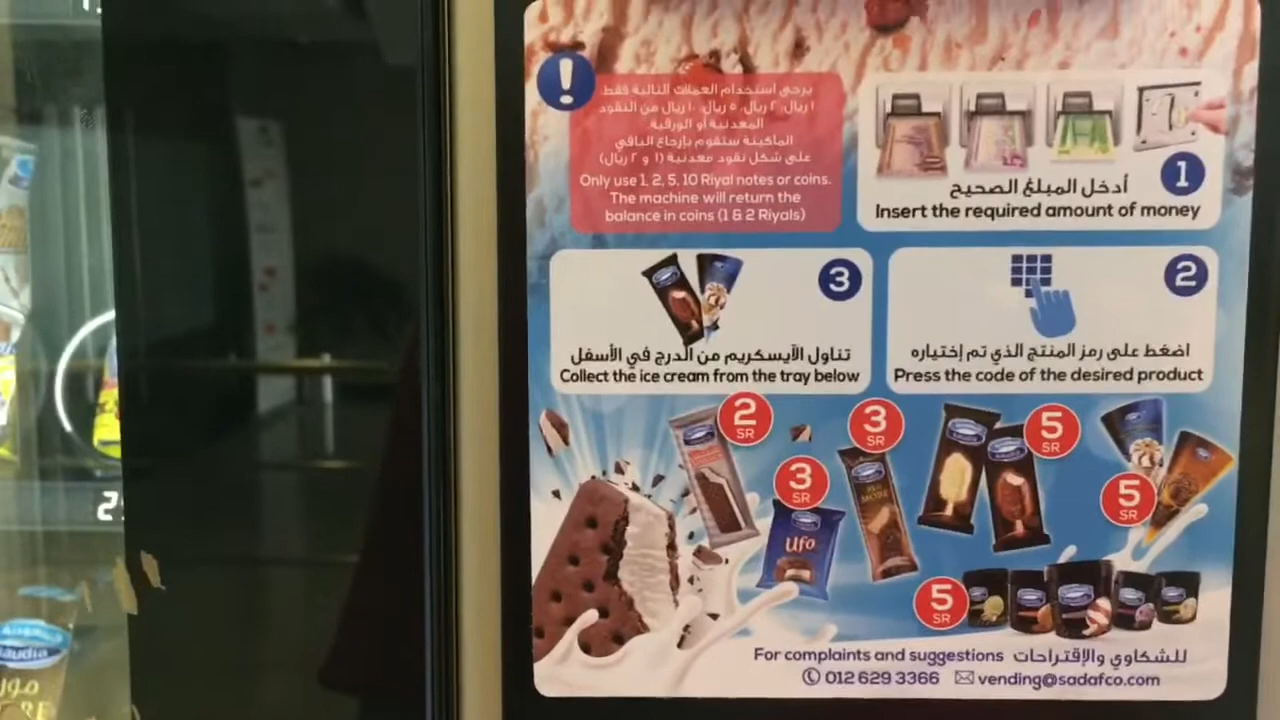 !
يرجى استخدام العملات التالية فقط
١ ريال، ٢ ريال، ٥ ريال، ١٠ ريال من النقود
المعدنية أو الورقية
الماكينة ستقوم بإرجاع الباقي
على شكل نقود معدنية (١ و ٢ ريال)
Only use 1, 2, 5, 10 Riyal notes or coins.
The machine will return the
balance in coins (1 & 2 Riyals)
1
أدخل المبلغ الصحيح
Insert the required amount of money
2
اضغط على رمز المنتج الذي تم إختياره
Press the code of the desired product
3
تناول الآيسكريم من الدرج في الأسفل
Collect the ice cream from the tray below
2
SR
3
SR
Ufo
3
SR
5
SR
5
SR
5
SR
For complaints and suggestions للشكاوي والإقتراحات
012 629 3366 vending@sadafco.com
السعودية
audia
مور